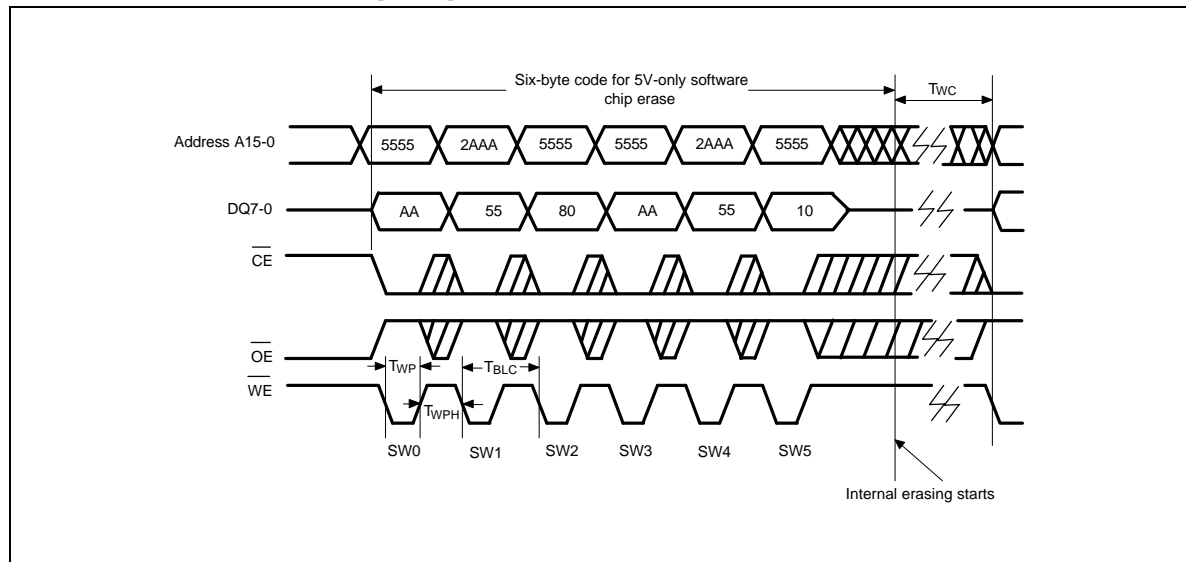 Six-byte code for 5V-only software
chip erase
TWC
Address A15-0
5555 2AAA 5555 5555 2AAA 5555
DQ7-0
AA 55 80 AA 55 10
CE
OE
TWP TBLC
WE
TWPH
SW0 SW1 SW2 SW3 SW4 SW5
Internal erasing starts